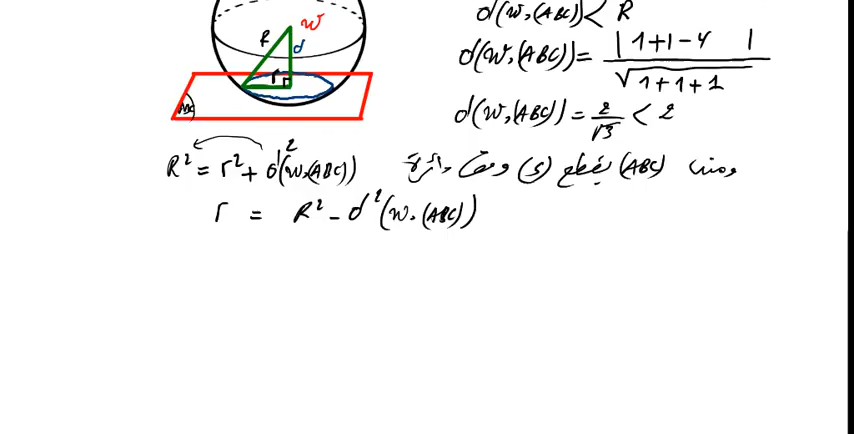 d(W,(ABC)) < R
d(W,(ABC)) = |1+1-4 | / √1+1+1
d(W,(ABC)) = 2/√3 < 2
W
R
d
r
ABC
ومنه (ABC) يقطع (S) وفق دائرة
R² = r² + d²(W,(ABC))
r = R² - d²(W,(ABC))